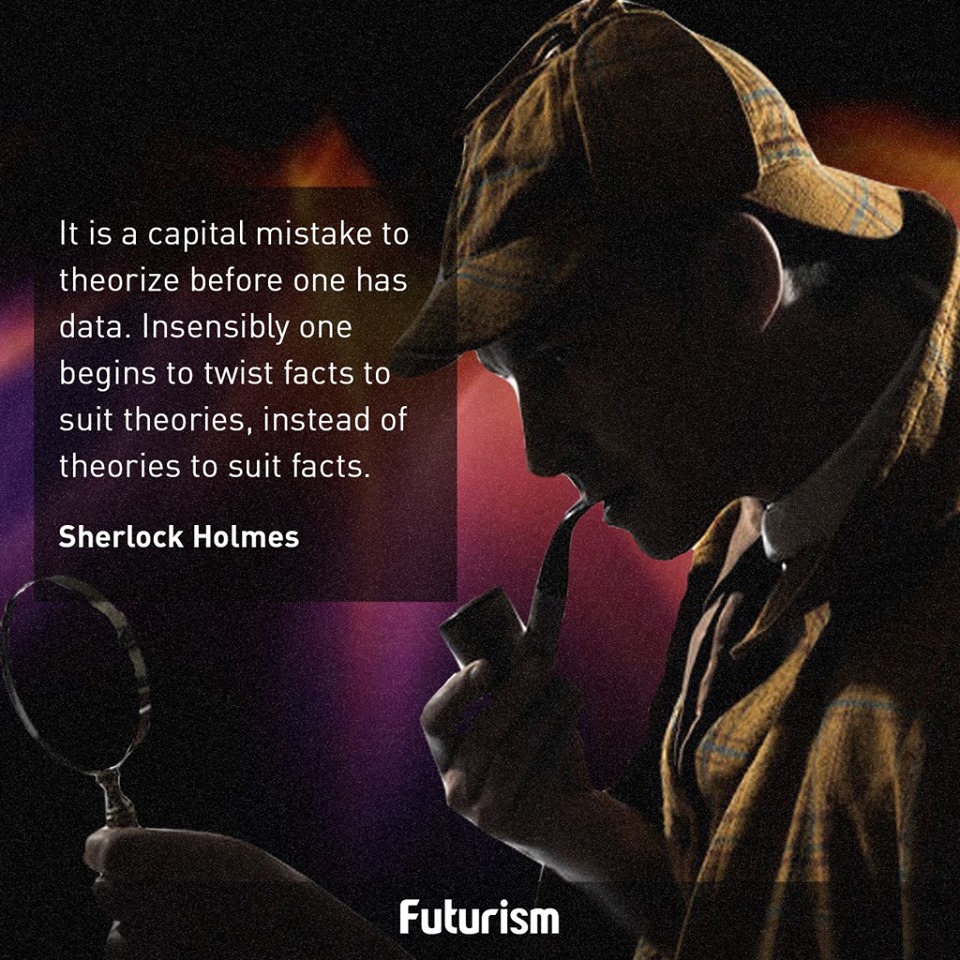 It is a capital mistake to
theorize before one has
data. Insensibly one
begins to twist facts to
suit theories, instead of
theories to suit facts.
Sherlock Holmes
Futurism